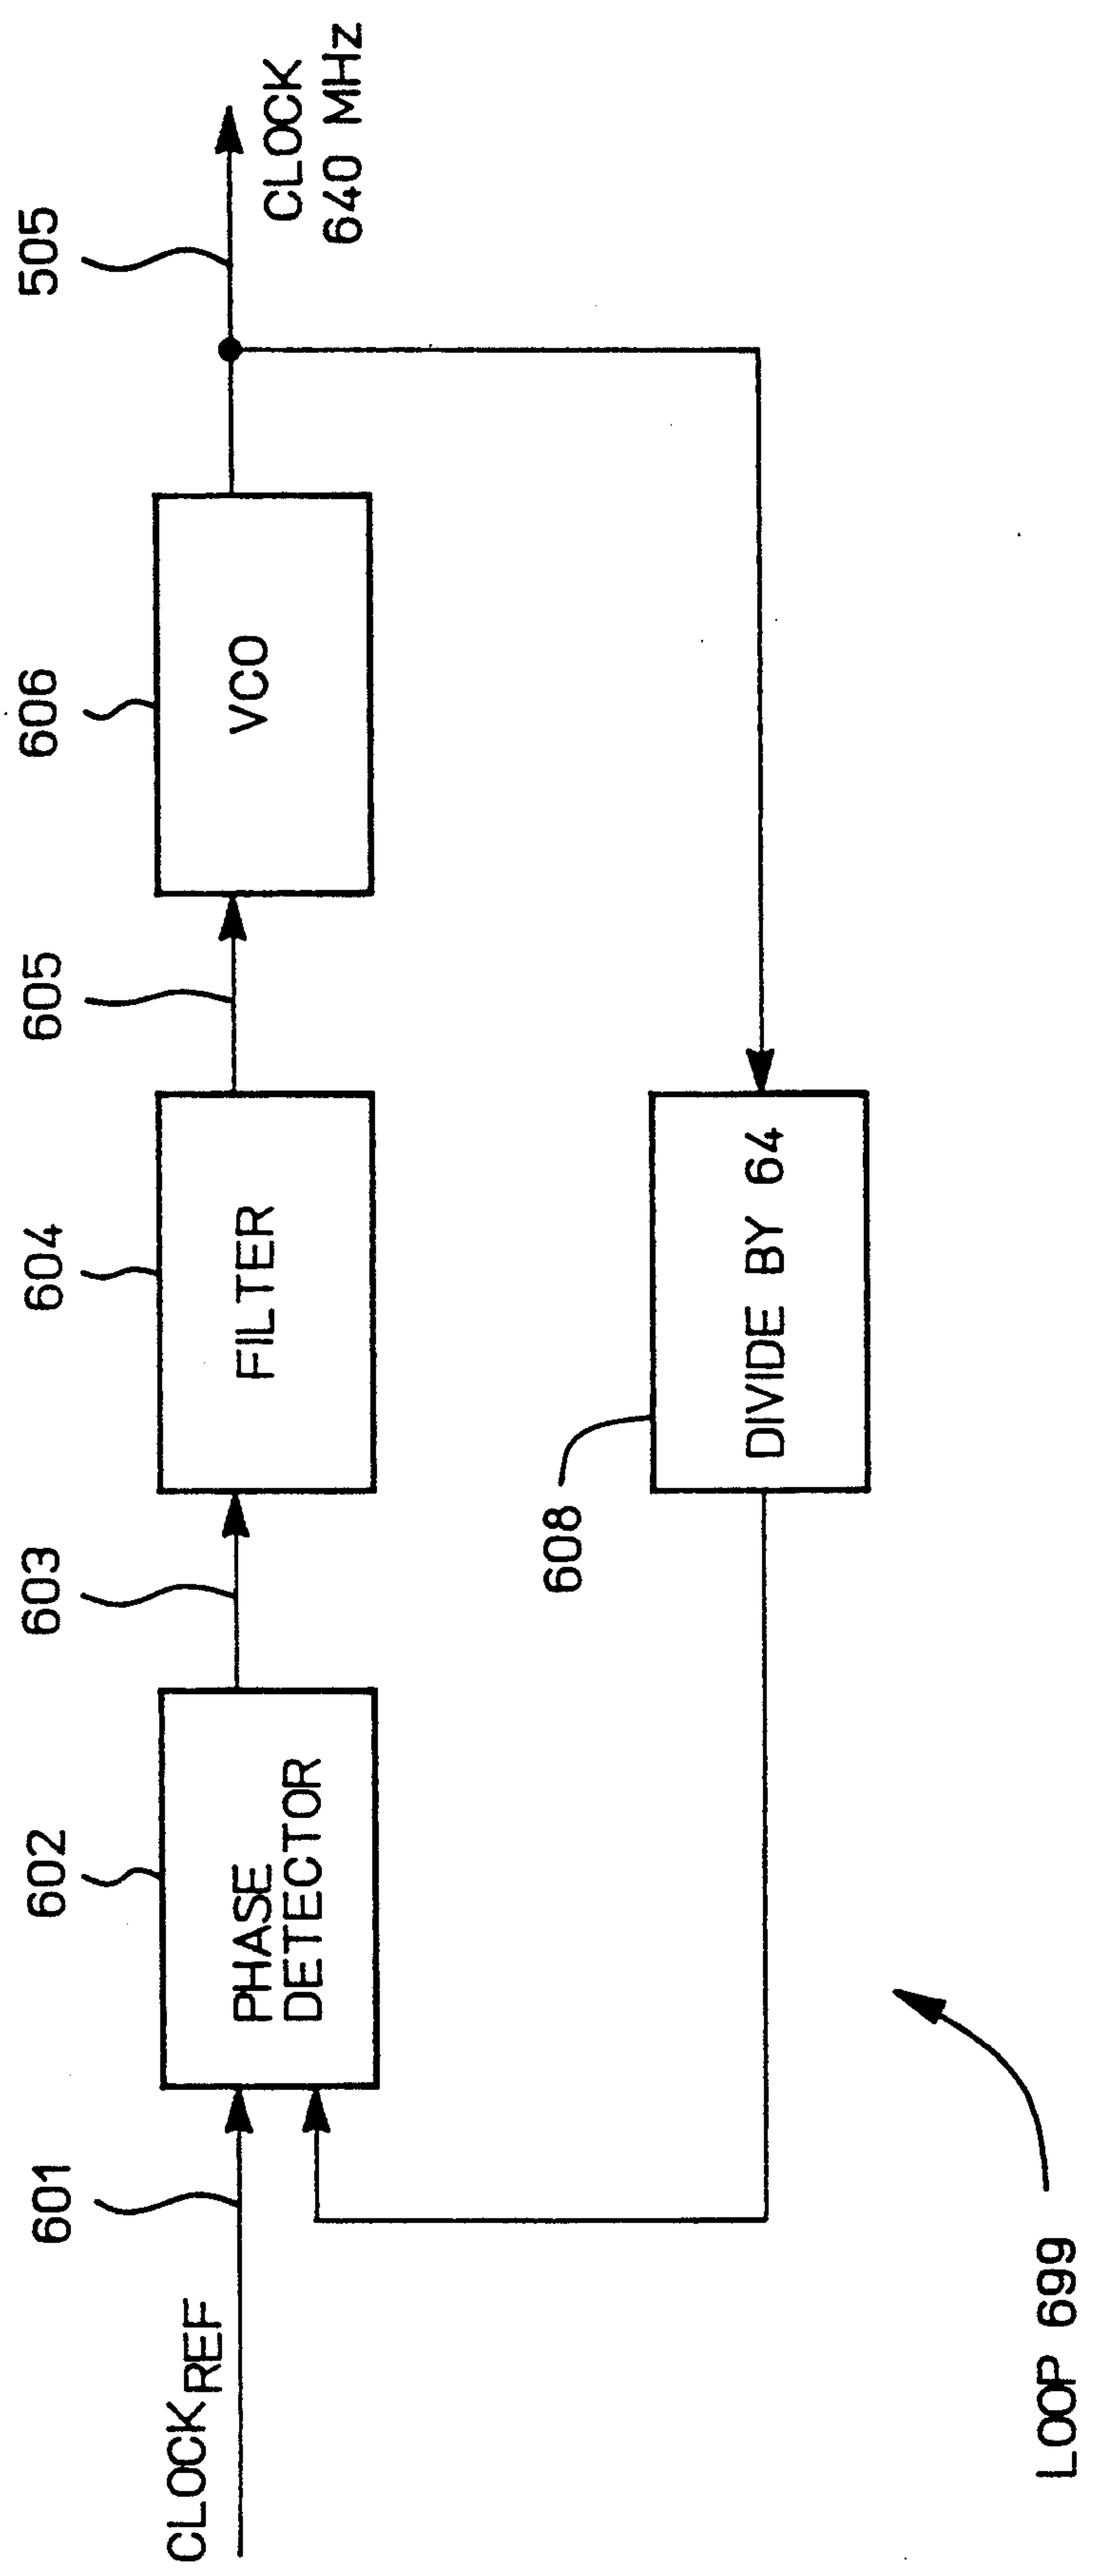 601
602
603
604
605
606
505
CLOCK_REF
PHASE
DETECTOR
FILTER
VCO
CLOCK
640 MHz
608
DIVIDE BY 64
LOOP 699